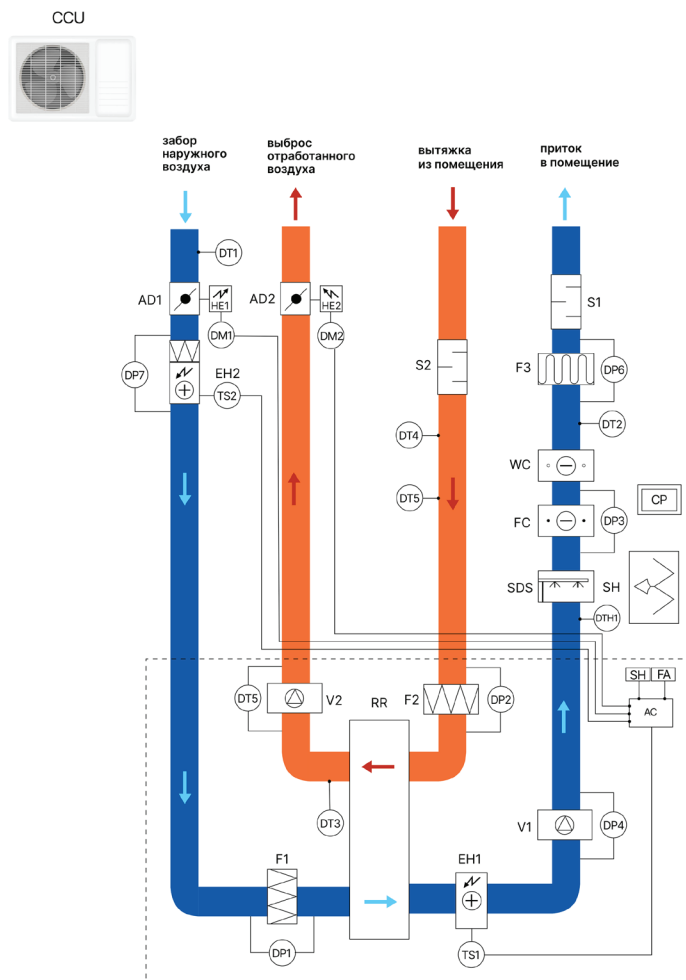 CCU
забор
наружного
воздуха
выброс
отработанного
воздуха
вытяжка
из помещения
приток
в помещение
DT1
AD1
HE1
AD2
HE2
S1
DM1
DM2
DP7
EH2
TS2
S2
F3
DP6
DT4
DT2
WC
DT5
CP
FC
DP3
SDS
SH
DTH1
SH
FA
DT5
V2
RR
F2
DP2
AC
DT3
V1
DP4
F1
EH1
DP1
TS1